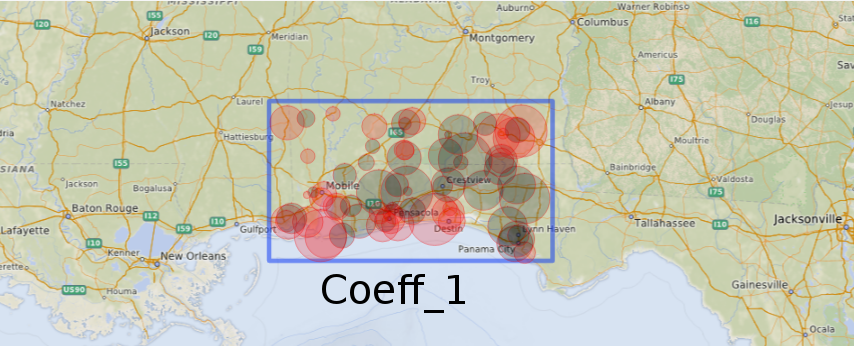 MISSISSIPPI
Auburn
Warner Robins
I20
I55
Jackson
I20
I59
Meridian
Montgomery
Columbus
I16
Americus
Troy
I75
Natchez
Laurel
Albany
Hattiesburg
I65
Douglas
Jesup
Moultrie
SIANA
I55
Bainbridge
Valdosta
Jackson
Bogalusa
Mobile
Crestview
I75
Baton Rouge
I12
I59
I10
I10
Pensacola
Lafayette
Gulfport
Destin
Lynn Haven
Tallahassee
Jacksonville
I10
I10
Kenner
New Orleans
Panama City
US90
Houma
Gainesville
Coeff_1
Ocala